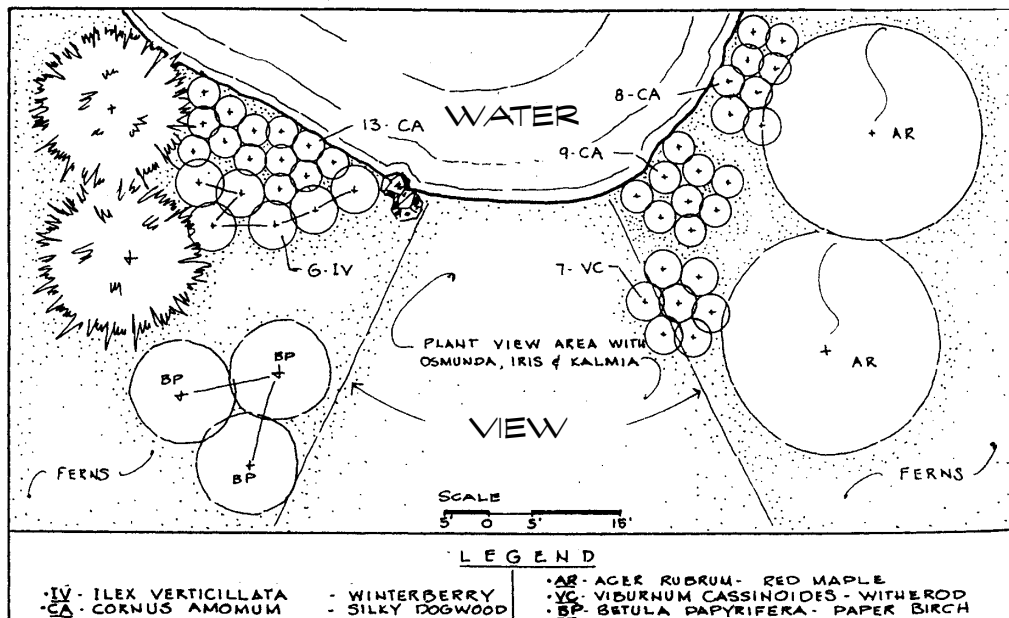 WATER
8-CA
13-CA
9-CA
AR
G-IV
7-VC
PLANT VIEW AREA WITH
OSMUNDA, IRIS & KALMIA
AR
BP
BP
BP
VIEW
FERNS
FERNS
SCALE
5' 0 5' 15'
LEGEND
·IV- ILEX VERTICILLATA - WINTERBERRY
·CA- CORNUS AMOMUM - SILKY DOGWOOD
·AR- ACER RUBRUM- RED MAPLE
·VC- VIBURNUM CASSINOIDES - WITHEROD
·BP- BETULA PAPYRIFERA- PAPER BIRCH